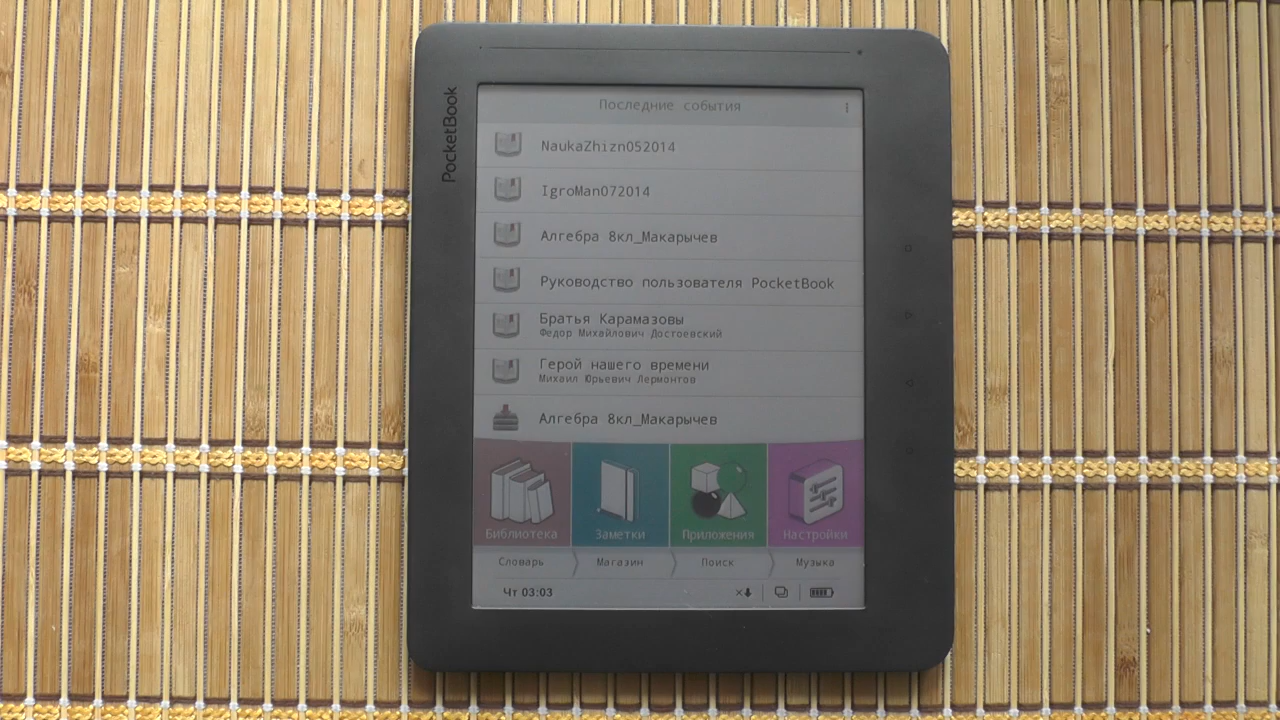 PocketBook
Последние события
NaukaZhizn052014
IgroMan072014
Алгебра 8кл_Макарычев
Руководство пользователя PocketBook
Братья Карамазовы
Федор Михайлович Достоевский
Герой нашего времени
Михаил Юрьевич Лермонтов
Алгебра 8кл_Макарычев
Библиотека Заметки Приложения Настройки
Словарь Магазин Поиск Музыка
Чт 03:03